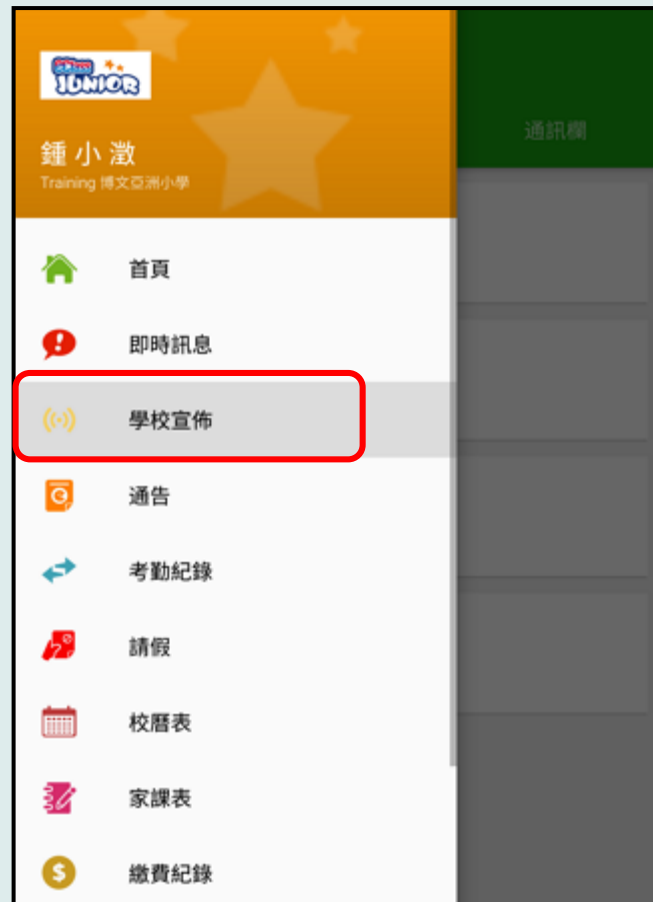 JUNIOR
鍾小澂
Training 博文亞洲小學
通訊欄
首頁
即時訊息
學校宣佈
通告
考勤紀錄
請假
校曆表
家課表
繳費紀錄